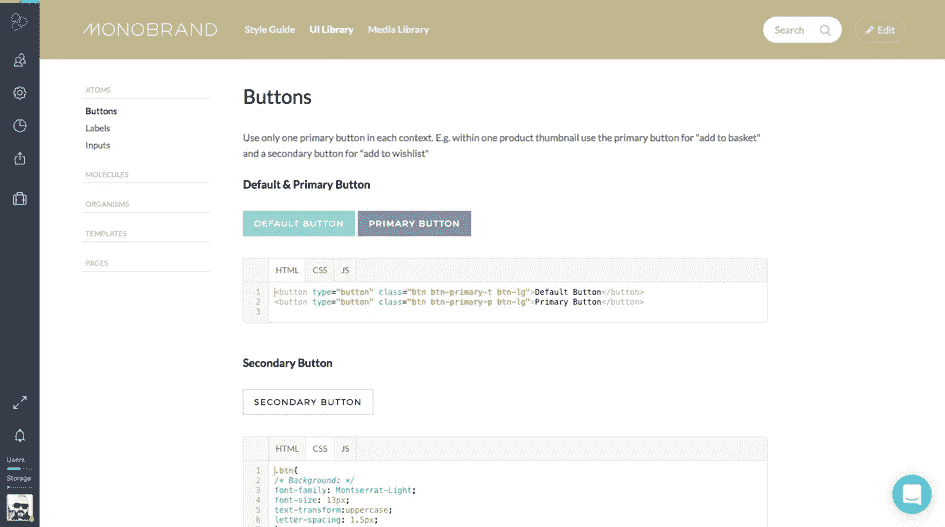 MONOBRAND
Style Guide UI Library Media Library
Search
Edit
ATOMS
Buttons
Labels
Inputs
MOLECULES
ORGANISMS
TEMPLATES
PAGES
Buttons
Use only one primary button in each context. E.g. within one product thumbnail use the primary button for "add to basket"
and a secondary button for "add to wishlist"
Default & Primary Button
DEFAULT BUTTON PRIMARY BUTTON
HTML CSS JS
1 <button type="button" class="btn btn-primary-t btn-lg">Default Button</button>
2 <button type="button" class="btn btn-primary-p btn-lg">Primary Button</button>
3
Secondary Button
SECONDARY BUTTON
HTML CSS JS
1 .btn{
2 /* Background: */
3 font-family: Montserrat-Light;
4 font-size: 13px;
5 text-transform:uppercase;
6 letter-spacing: 1.5px;
Users
Storage